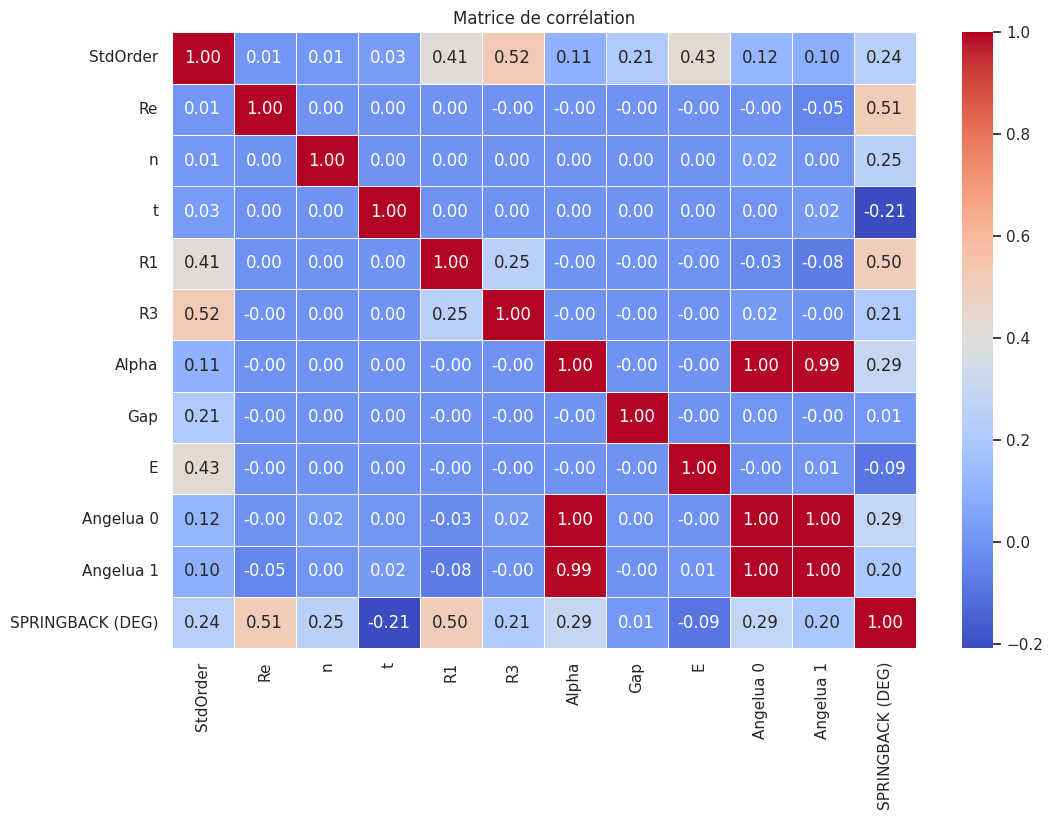 Matrice de corrélation
StdOrder 1.00 0.01 0.01 0.03 0.41 0.52 0.11 0.21 0.43 0.12 0.10 0.24
Re 0.01 1.00 0.00 0.00 0.00 -0.00 -0.00 -0.00 -0.00 -0.00 -0.05 0.51
n 0.01 0.00 1.00 0.00 0.00 0.00 0.00 0.00 0.00 0.02 0.00 0.25
t 0.03 0.00 0.00 1.00 0.00 0.00 0.00 0.00 0.00 0.00 0.02 -0.21
R1 0.41 0.00 0.00 0.00 1.00 0.25 -0.00 -0.00 -0.00 -0.03 -0.08 0.50
R3 0.52 -0.00 0.00 0.00 0.25 1.00 -0.00 -0.00 -0.00 0.02 -0.00 0.21
Alpha 0.11 -0.00 0.00 0.00 -0.00 -0.00 1.00 -0.00 -0.00 1.00 0.99 0.29
Gap 0.21 -0.00 0.00 0.00 -0.00 -0.00 -0.00 1.00 -0.00 0.00 -0.00 0.01
E 0.43 -0.00 0.00 0.00 -0.00 -0.00 -0.00 -0.00 1.00 -0.00 0.01 -0.09
Angelua 0 0.12 -0.00 0.02 0.00 -0.03 0.02 1.00 0.00 -0.00 1.00 1.00 0.29
Angelua 1 0.10 -0.05 0.00 0.02 -0.08 -0.00 0.99 -0.00 0.01 1.00 1.00 0.20
SPRINGBACK (DEG) 0.24 0.51 0.25 -0.21 0.50 0.21 0.29 0.01 -0.09 0.29 0.20 1.00
StdOrder
Re
n
t
R1
R3
Alpha
Gap
E
Angelua 0
Angelua 1
SPRINGBACK (DEG)
1.0
0.8
0.6
0.4
0.2
0.0
−0.2